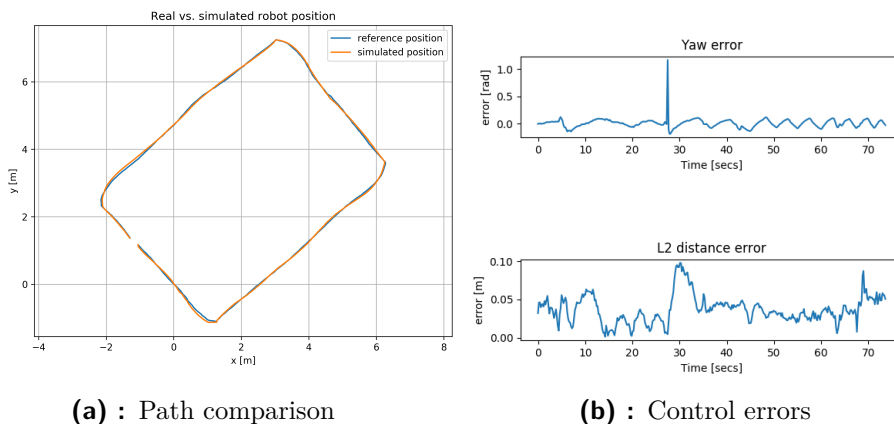 Real vs. simulated robot position
reference position
simulated position
y [m]
6
4
2
0
−4
−2
0
2
4
6
8
x [m]
(a) : Path comparison
Yaw error
error [rad]
1.0
0.5
0.0
0
10
20
30
40
50
60
70
Time [secs]
L2 distance error
error [m]
0.10
0.05
0.00
0
10
20
30
40
50
60
70
Time [secs]
(b) : Control errors